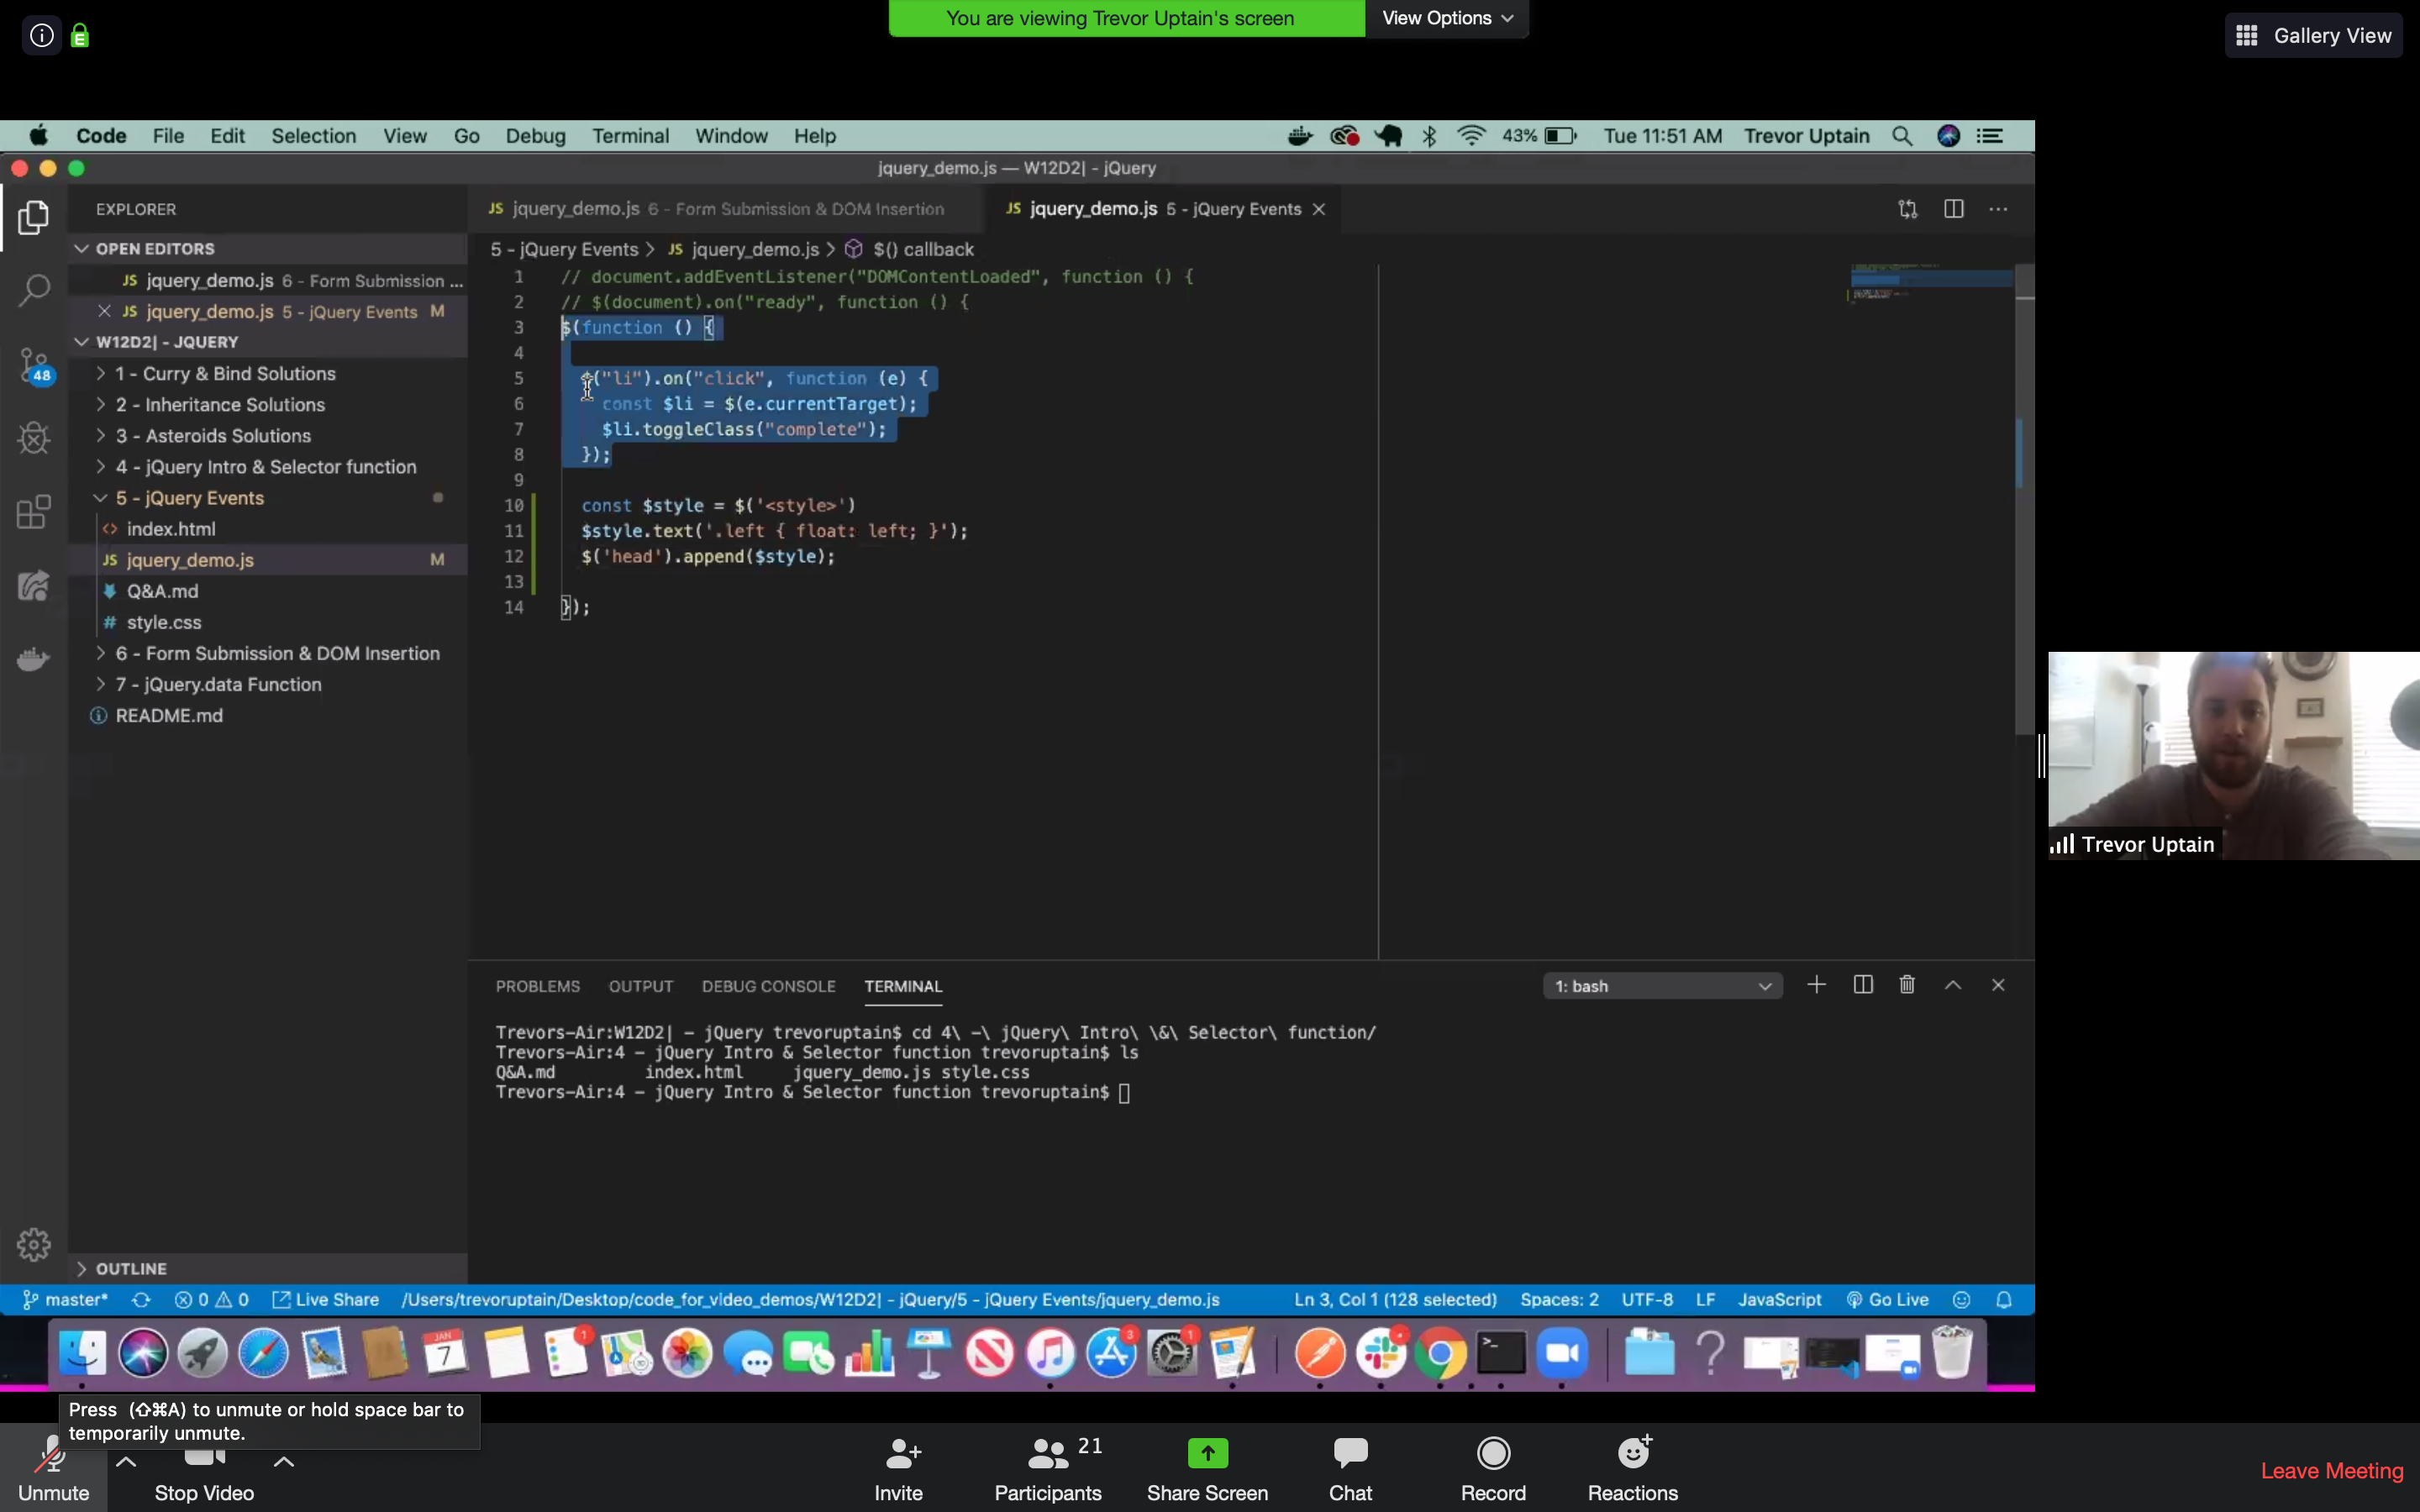 You are viewing Trevor Uptain's screen
View Options
Gallery View
Code File Edit Selection View Go Debug Terminal Window Help
43% Tue 11:51 AM Trevor Uptain
jquery_demo.js — W12D2| - jQuery
EXPLORER
JS jquery_demo.js 6 - Form Submission & DOM Insertion
JS jquery_demo.js 5 - jQuery Events
OPEN EDITORS
JS jquery_demo.js 6 - Form Submission ...
JS jquery_demo.js 5 - jQuery Events M
W12D2| - JQUERY
1 - Curry & Bind Solutions
2 - Inheritance Solutions
3 - Asteroids Solutions
4 - jQuery Intro & Selector function
5 - jQuery Events
<> index.html
JS jquery_demo.js M
Q&A.md
# style.css
6 - Form Submission & DOM Insertion
7 - jQuery.data Function
README.md
48
OUTLINE
5 - jQuery Events > JS jquery_demo.js > $() callback
1 // document.addEventListener("DOMContentLoaded", function () {
2 // $(document).on("ready", function () {
3 $(function () {
4
5 $("li").on("click", function (e) {
6 const $li = $(e.currentTarget);
7 $li.toggleClass("complete");
8 });
9
10 const $style = $('<style>')
11 $style.text('.left { float: left; }');
12 $('head').append($style);
13
14 });
PROBLEMS OUTPUT DEBUG CONSOLE TERMINAL
1: bash
Trevors-Air:W12D2| - jQuery trevoruptain$ cd 4\ -\ jQuery\ Intro\ \&\ Selector\ function/
Trevors-Air:4 - jQuery Intro & Selector function trevoruptain$ ls
Q&A.md index.html jquery_demo.js style.css
Trevors-Air:4 - jQuery Intro & Selector function trevoruptain$
Trevor Uptain
master* 0 0 Live Share /Users/trevoruptain/Desktop/code_for_video_demos/W12D2| - jQuery/5 - jQuery Events/jquery_demo.js
Ln 3, Col 1 (128 selected) Spaces: 2 UTF-8 LF JavaScript Go Live
JAN
7
1
3
1
Press (⇧⌘A) to unmute or hold space bar to
temporarily unmute.
Unmute
Stop Video
Invite
21
Participants
Share Screen
Chat
Record
Reactions
Leave Meeting